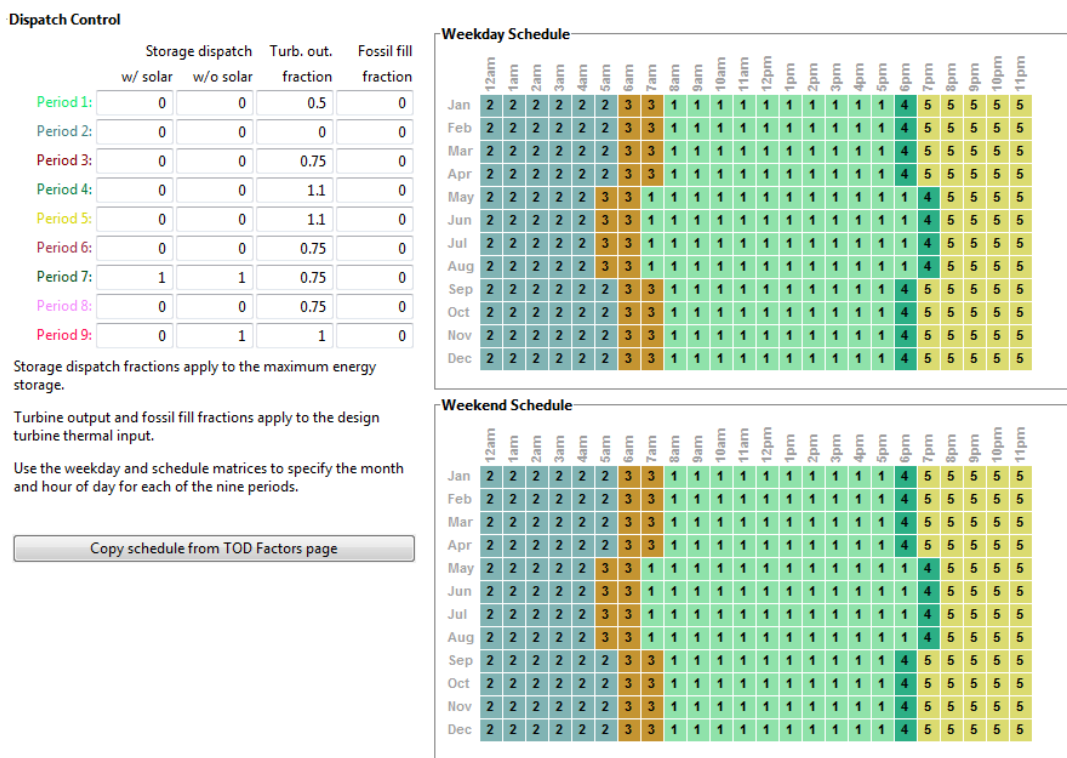 Dispatch Control
Storage dispatch Turb. out. Fossil fill
w/ solar w/o solar fraction fraction
Period 1: 0 0 0.5 0
Period 2: 0 0 0 0
Period 3: 0 0 0.75 0
Period 4: 0 0 1.1 0
Period 5: 0 0 1.1 0
Period 6: 0 0 0.75 0
Period 7: 1 1 0.75 0
Period 8: 0 0 0.75 0
Period 9: 0 1 1 0
Storage dispatch fractions apply to the maximum energy
storage.
Turbine output and fossil fill fractions apply to the design
turbine thermal input.
Use the weekday and schedule matrices to specify the month
and hour of day for each of the nine periods.
Copy schedule from TOD Factors page
Weekday Schedule
12am 1am 2am 3am 4am 5am 6am 7am 8am 9am 10am 11am 12pm 1pm 2pm 3pm 4pm 5pm 6pm 7pm 8pm 9pm 10pm 11pm
Jan 2 2 2 2 2 2 3 3 1 1 1 1 1 1 1 1 1 1 4 5 5 5 5 5
Feb 2 2 2 2 2 2 3 3 1 1 1 1 1 1 1 1 1 1 4 5 5 5 5 5
Mar 2 2 2 2 2 2 3 3 1 1 1 1 1 1 1 1 1 1 4 5 5 5 5 5
Apr 2 2 2 2 2 2 3 3 1 1 1 1 1 1 1 1 1 1 4 5 5 5 5 5
May 2 2 2 2 2 3 3 1 1 1 1 1 1 1 1 1 1 1 1 4 5 5 5 5
Jun 2 2 2 2 2 3 3 1 1 1 1 1 1 1 1 1 1 1 1 4 5 5 5 5
Jul 2 2 2 2 2 3 3 1 1 1 1 1 1 1 1 1 1 1 1 4 5 5 5 5
Aug 2 2 2 2 2 3 3 1 1 1 1 1 1 1 1 1 1 1 1 4 5 5 5 5
Sep 2 2 2 2 2 2 3 3 1 1 1 1 1 1 1 1 1 1 4 5 5 5 5 5
Oct 2 2 2 2 2 2 3 3 1 1 1 1 1 1 1 1 1 1 4 5 5 5 5 5
Nov 2 2 2 2 2 2 3 3 1 1 1 1 1 1 1 1 1 1 4 5 5 5 5 5
Dec 2 2 2 2 2 2 3 3 1 1 1 1 1 1 1 1 1 1 4 5 5 5 5 5
Weekend Schedule
12am 1am 2am 3am 4am 5am 6am 7am 8am 9am 10am 11am 12pm 1pm 2pm 3pm 4pm 5pm 6pm 7pm 8pm 9pm 10pm 11pm
Jan 2 2 2 2 2 2 3 3 1 1 1 1 1 1 1 1 1 1 4 5 5 5 5 5
Feb 2 2 2 2 2 2 3 3 1 1 1 1 1 1 1 1 1 1 4 5 5 5 5 5
Mar 2 2 2 2 2 2 3 3 1 1 1 1 1 1 1 1 1 1 4 5 5 5 5 5
Apr 2 2 2 2 2 2 3 3 1 1 1 1 1 1 1 1 1 1 4 5 5 5 5 5
May 2 2 2 2 2 3 3 1 1 1 1 1 1 1 1 1 1 1 1 4 5 5 5 5
Jun 2 2 2 2 2 3 3 1 1 1 1 1 1 1 1 1 1 1 1 4 5 5 5 5
Jul 2 2 2 2 2 3 3 1 1 1 1 1 1 1 1 1 1 1 1 4 5 5 5 5
Aug 2 2 2 2 2 3 3 1 1 1 1 1 1 1 1 1 1 1 1 4 5 5 5 5
Sep 2 2 2 2 2 2 3 3 1 1 1 1 1 1 1 1 1 1 4 5 5 5 5 5
Oct 2 2 2 2 2 2 3 3 1 1 1 1 1 1 1 1 1 1 4 5 5 5 5 5
Nov 2 2 2 2 2 2 3 3 1 1 1 1 1 1 1 1 1 1 4 5 5 5 5 5
Dec 2 2 2 2 2 2 3 3 1 1 1 1 1 1 1 1 1 1 4 5 5 5 5 5